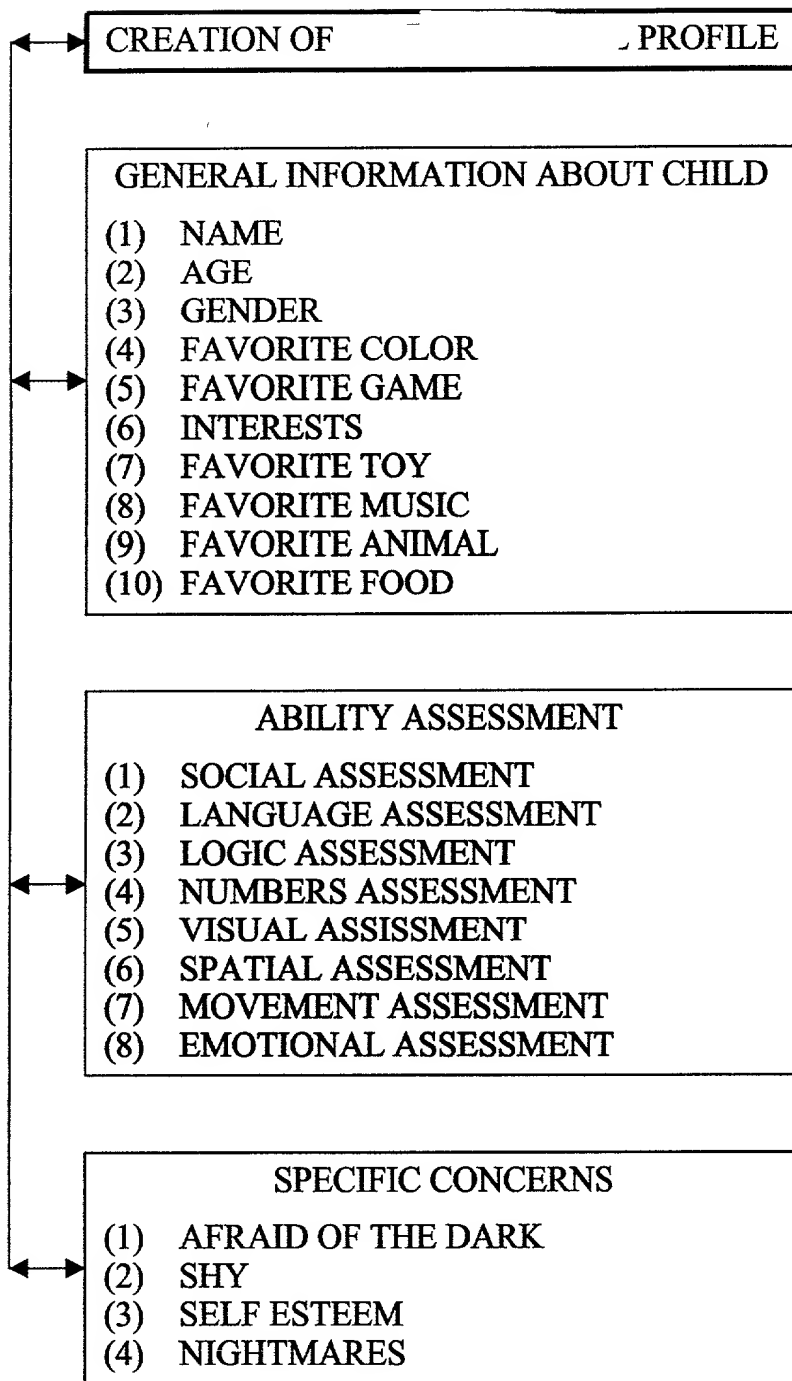 CREATION OF PROFILE
GENERAL INFORMATION ABOUT CHILD
(1) NAME
(2) AGE
(3) GENDER
(4) FAVORITE COLOR
(5) FAVORITE GAME
(6) INTERESTS
(7) FAVORITE TOY
(8) FAVORITE MUSIC
(9) FAVORITE ANIMAL
(10) FAVORITE FOOD
ABILITY ASSESSMENT
(1) SOCIAL ASSESSMENT
(2) LANGUAGE ASSESSMENT
(3) LOGIC ASSESSMENT
(4) NUMBERS ASSESSMENT
(5) VISUAL ASSISSMENT
(6) SPATIAL ASSESSMENT
(7) MOVEMENT ASSESSMENT
(8) EMOTIONAL ASSESSMENT
SPECIFIC CONCERNS
(1) AFRAID OF THE DARK
(2) SHY
(3) SELF ESTEEM
(4) NIGHTMARES